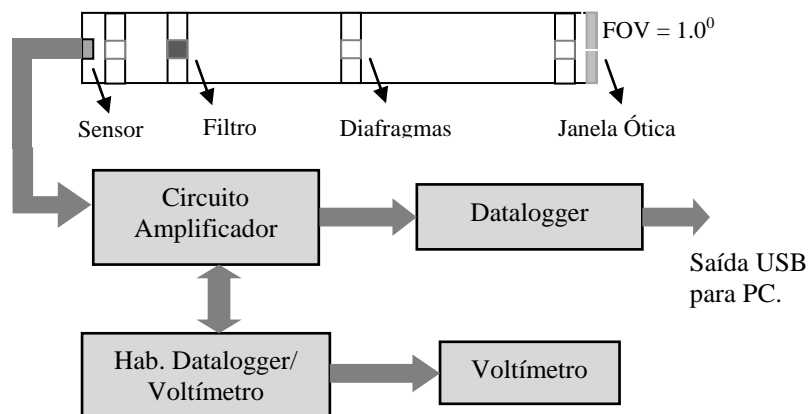 FOV = 1.0⁰
Sensor
Filtro
Diafragmas
Janela Ótica
Circuito
Amplificador
Datalogger
Saída USB
para PC.
Hab. Datalogger/
Voltímetro
Voltímetro